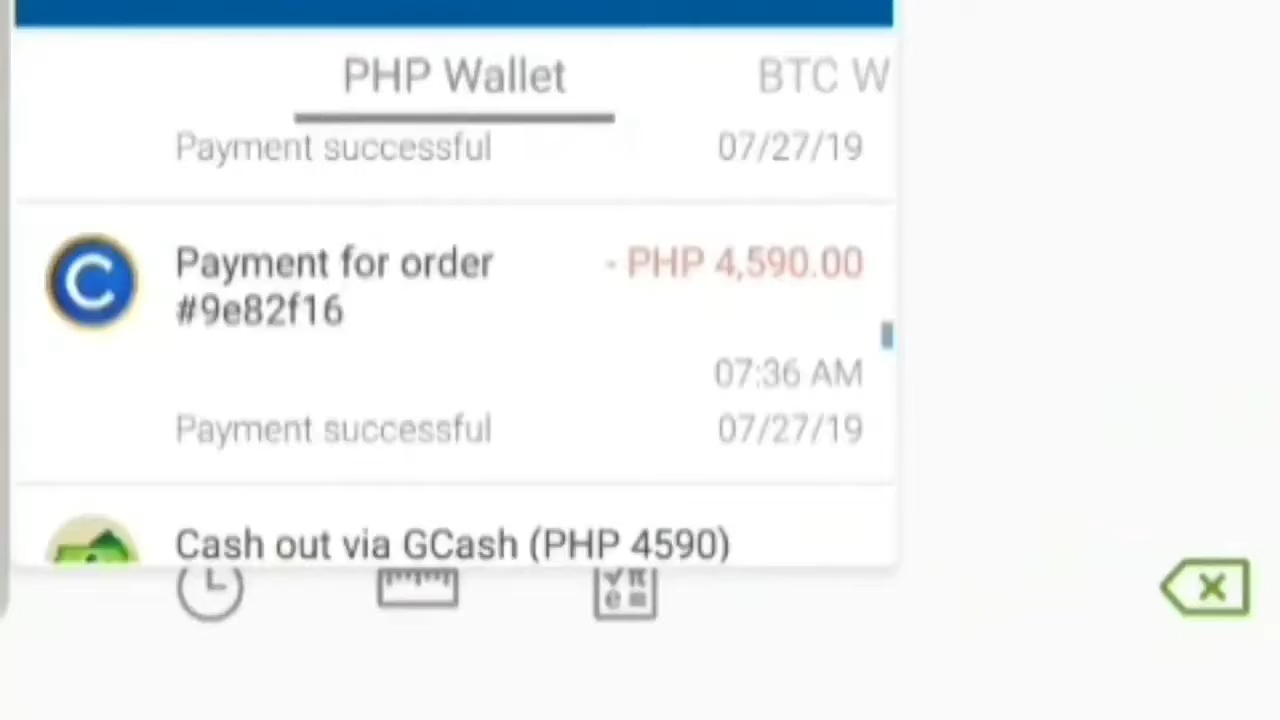 PHP Wallet
BTC W
Payment successful
07/27/19
Payment for order
- PHP 4,590.00
#9e82f16
07:36 AM
Payment successful
07/27/19
Cash out via GCash (PHP 4590)